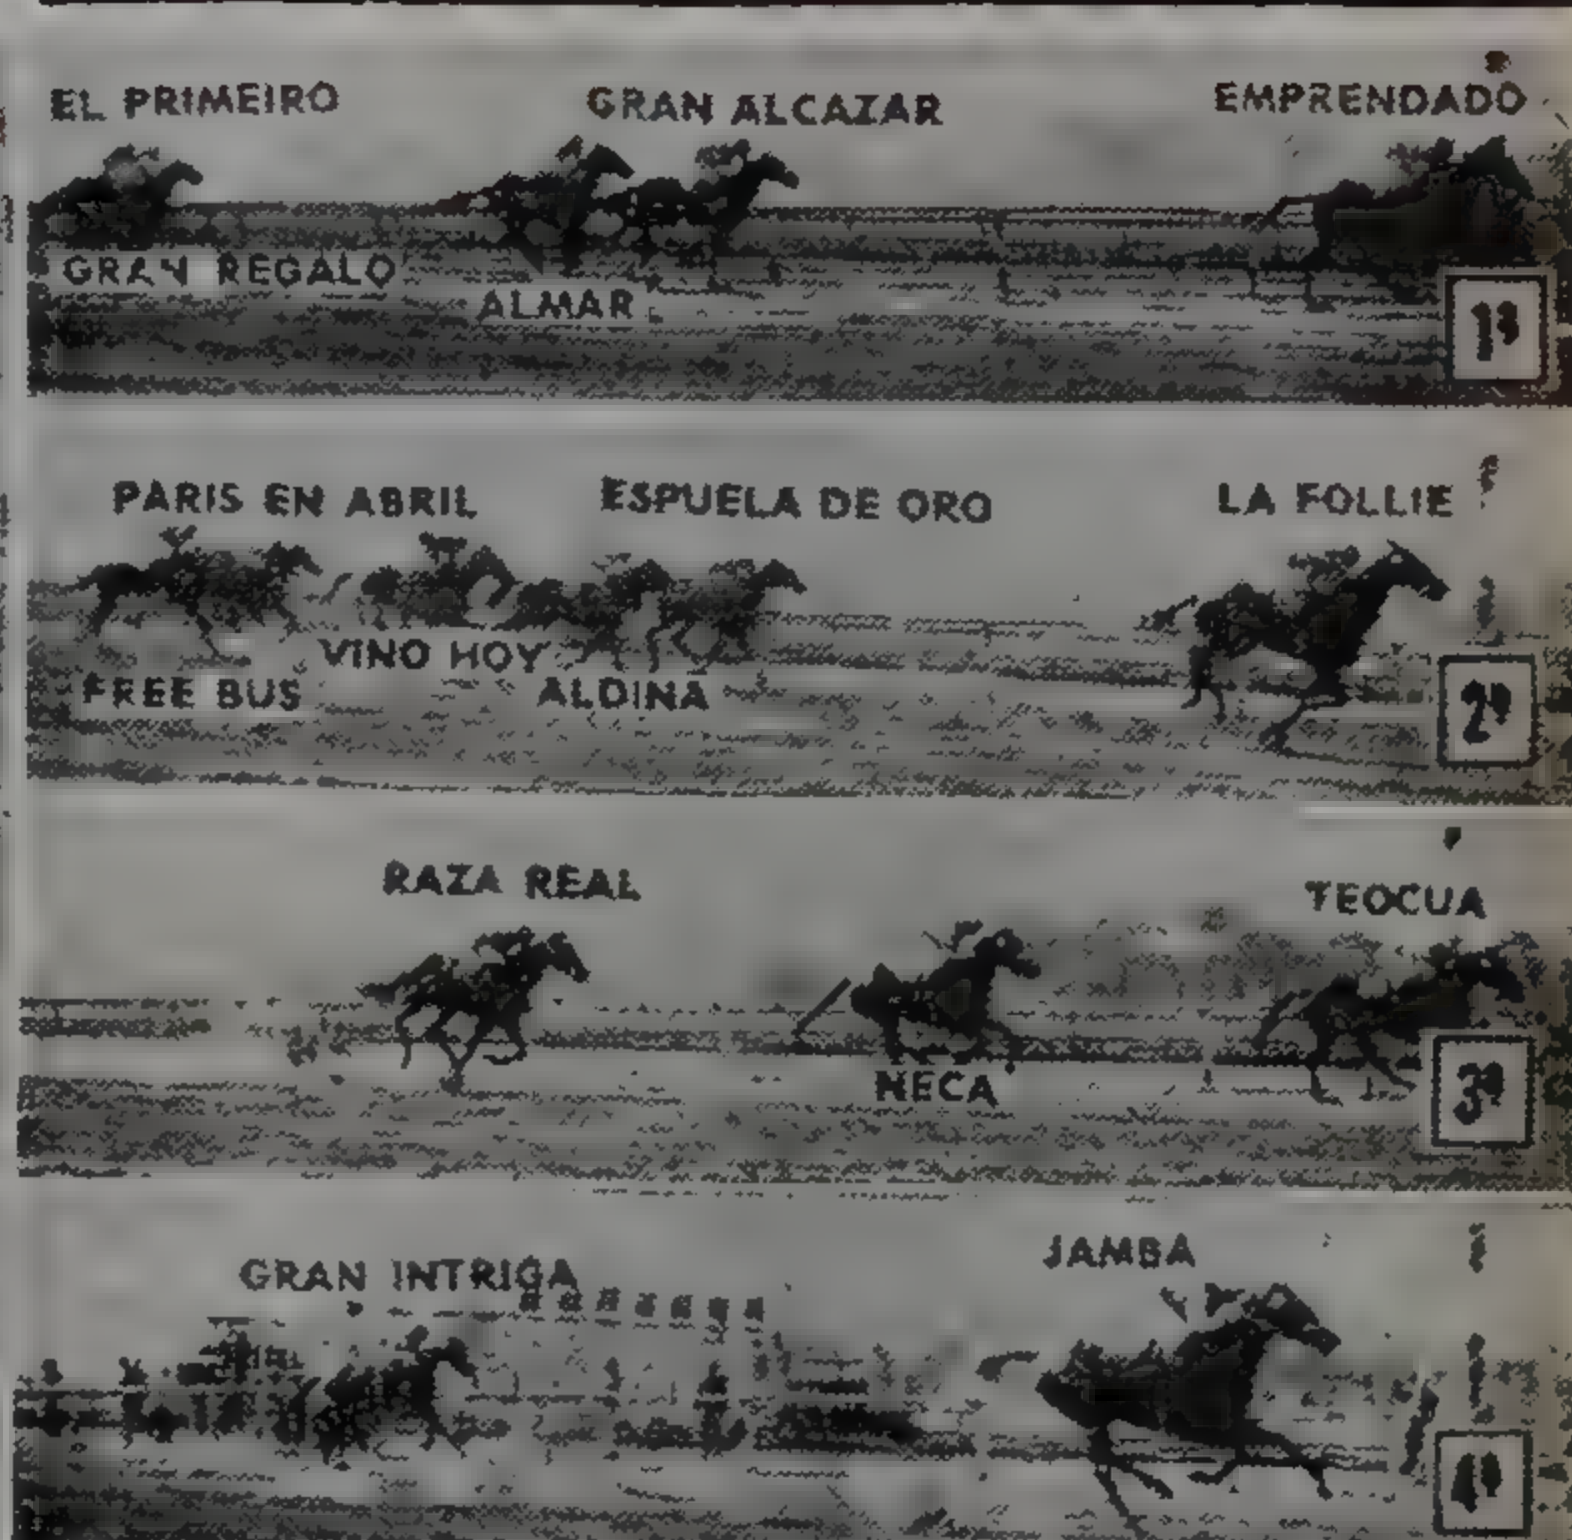 EL PRIMEIRO GRAN ALCAZAR EMPRENDADO
GRAN REGALO
ALMAR
1ª
PARIS EN ABRIL ESPUELA DE ORO LA FOLLIE
VINO HOY
FREE BUS ALDINA
2ª
RAZA REAL
TEOCUA
NECA
3ª
JAMBA
GRAN INTRIGA
4ª